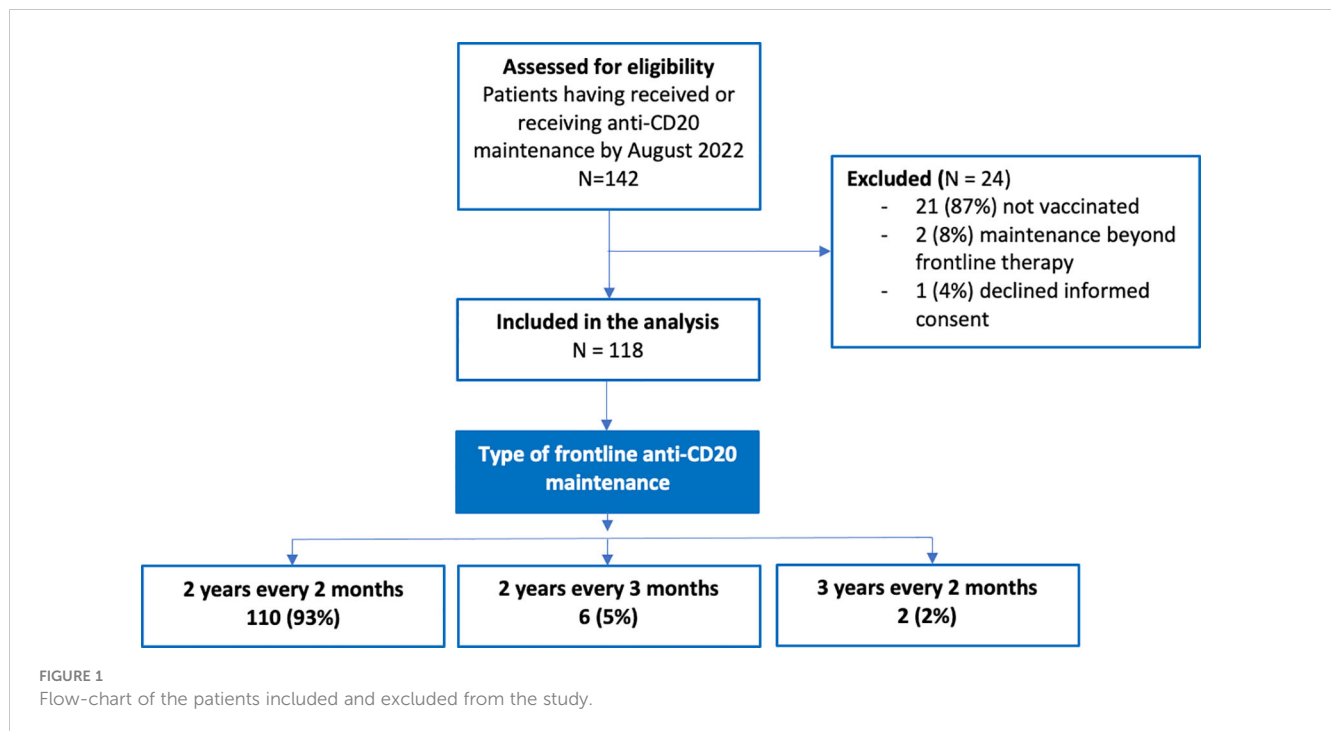 Assessed for eligibility
Patients having received or
receiving anti-CD20
maintenance by August 2022
N=142
Excluded (N = 24)
- 21 (87%) not vaccinated
- 2 (8%) maintenance beyond
frontline therapy
- 1 (4%) declined informed
consent
Included in the analysis
N = 118
Type of frontline anti-CD20
maintenance
2 years every 2 months
110 (93%)
2 years every 3 months
6 (5%)
3 years every 2 months
2 (2%)
FIGURE 1
Flow-chart of the patients included and excluded from the study.